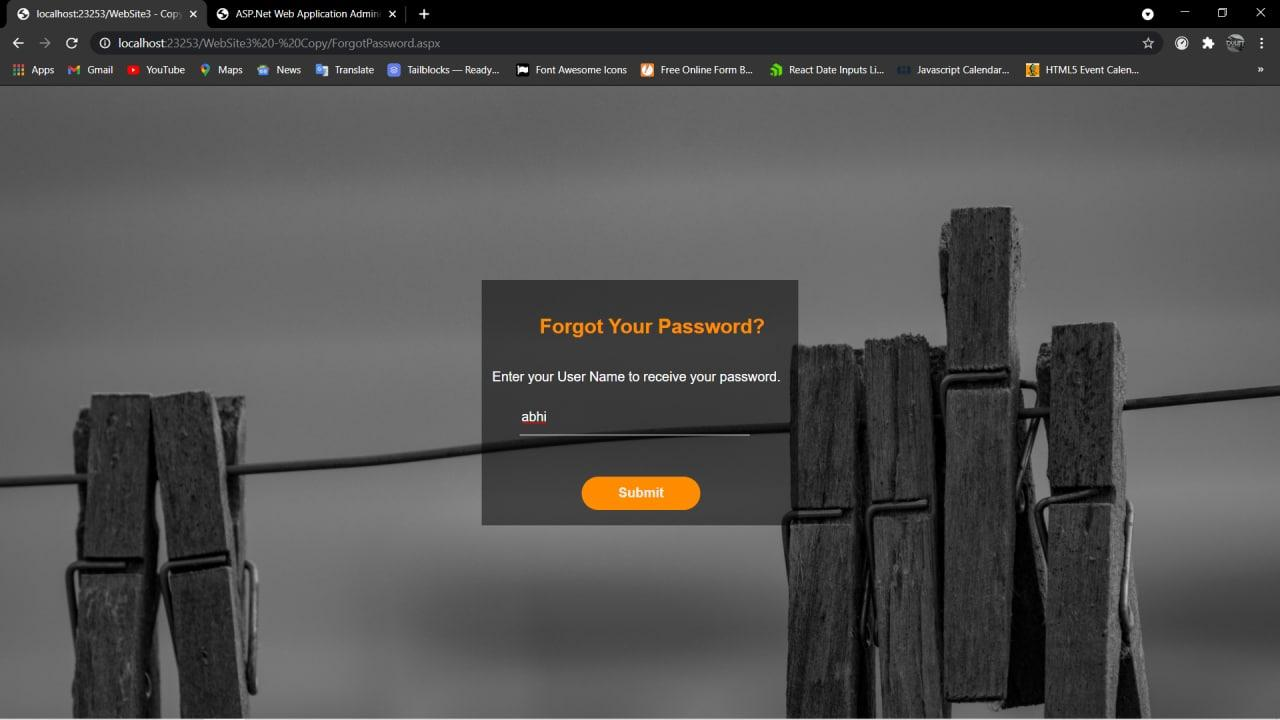 localhost:23253/WebSite3 - Cop
ASP.Net Web Application Admin
localhost:23253/WebSite3%20-%20Copy/ForgotPassword.aspx
Apps Gmail YouTube Maps News Translate Tailblocks — Ready... Font Awesome Icons Free Online Form B... React Date Inputs Li... Javascript Calendar... HTML5 Event Calen... »
Forgot Your Password?
Enter your User Name to receive your password.
abhi
Submit